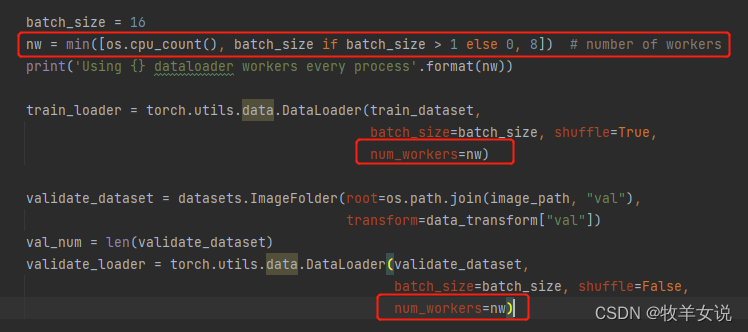 batch_size = 16
nw = min([os.cpu_count(), batch_size if batch_size > 1 else 0, 8])  # number of workers
print('Using {} dataloader workers every process'.format(nw))
train_loader = torch.utils.data.DataLoader(train_dataset,
batch_size=batch_size, shuffle=True,
num_workers=nw)
validate_dataset = datasets.ImageFolder(root=os.path.join(image_path, "val"),
transform=data_transform["val"])
val_num = len(validate_dataset)
validate_loader = torch.utils.data.DataLoader(validate_dataset,
batch_size=batch_size, shuffle=False,
num_workers=nw)
CSDN @牧羊女说